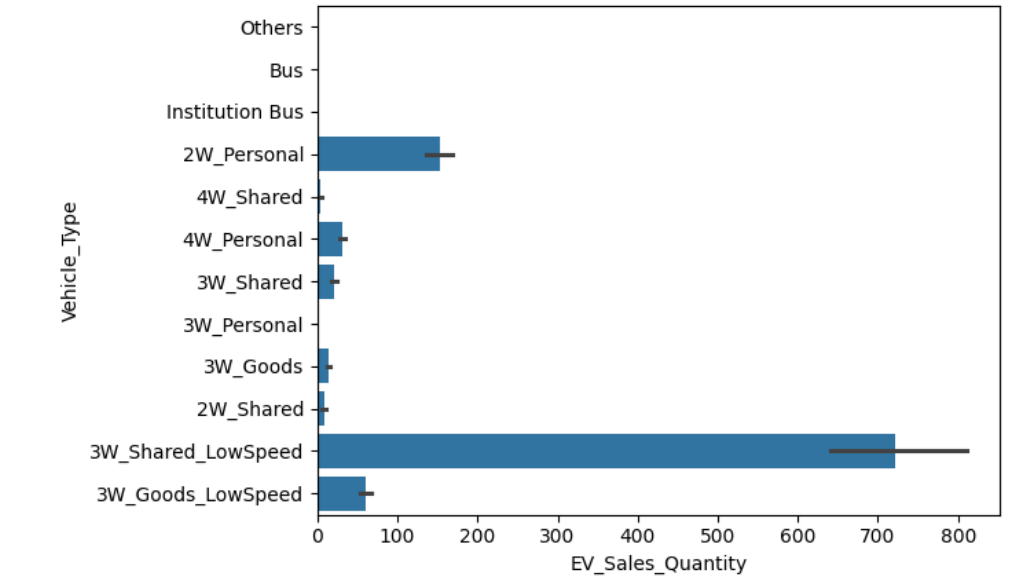 Others
Bus
Institution Bus
2W_Personal
4W_Shared
4W_Personal
3W_Shared
3W_Personal
3W_Goods
2W_Shared
3W_Shared_LowSpeed
3W_Goods_LowSpeed
Vehicle_Type
0 100 200 300 400 500 600 700 800
EV_Sales_Quantity